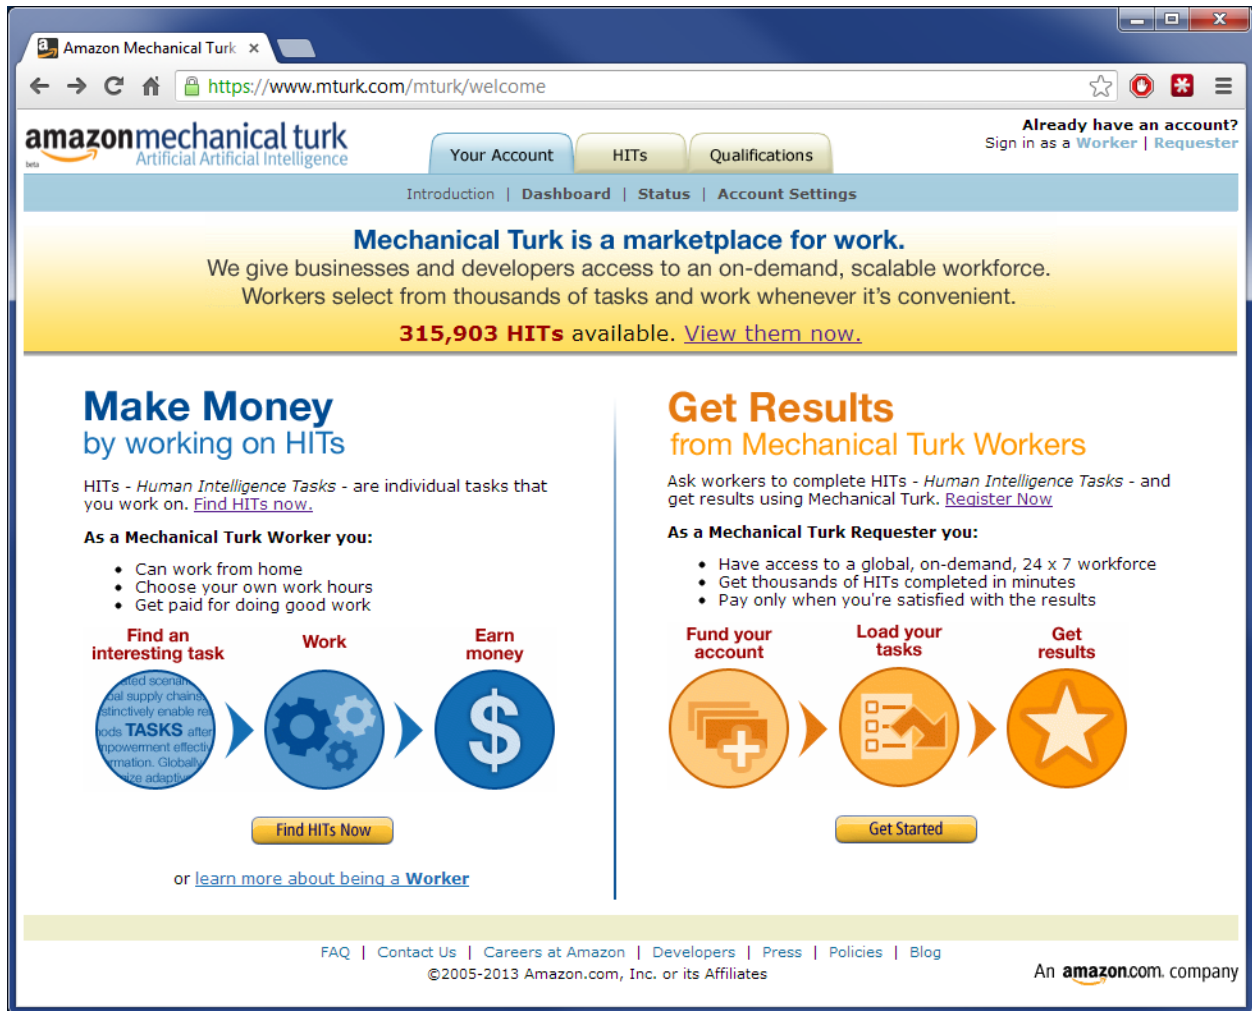 Amazon Mechanical Turk
https://www.mturk.com/mturk/welcome
amazonmechanical turk
beta
Artificial Artificial Intelligence
Your Account
HITs
Qualifications
Already have an account?
Sign in as a Worker | Requester
Introduction | Dashboard | Status | Account Settings
Mechanical Turk is a marketplace for work.
We give businesses and developers access to an on-demand, scalable workforce.
Workers select from thousands of tasks and work whenever it's convenient.
315,903 HITs available. View them now.
Make Money
by working on HITs
HITs - Human Intelligence Tasks - are individual tasks that
you work on. Find HITs now.
As a Mechanical Turk Worker you:
• Can work from home
• Choose your own work hours
• Get paid for doing good work
Find an
interesting task
Work
Earn
money
supply chains
TASKS after
Globally
$
Find HITs Now
or learn more about being a Worker
Get Results
from Mechanical Turk Workers
Ask workers to complete HITs - Human Intelligence Tasks - and
get results using Mechanical Turk. Register Now
As a Mechanical Turk Requester you:
• Have access to a global, on-demand, 24 x 7 workforce
• Get thousands of HITs completed in minutes
• Pay only when you're satisfied with the results
Fund your
account
Load your
tasks
Get
results
Get Started
FAQ | Contact Us | Careers at Amazon | Developers | Press | Policies | Blog
©2005-2013 Amazon.com, Inc. or its Affiliates
An amazon.com. company